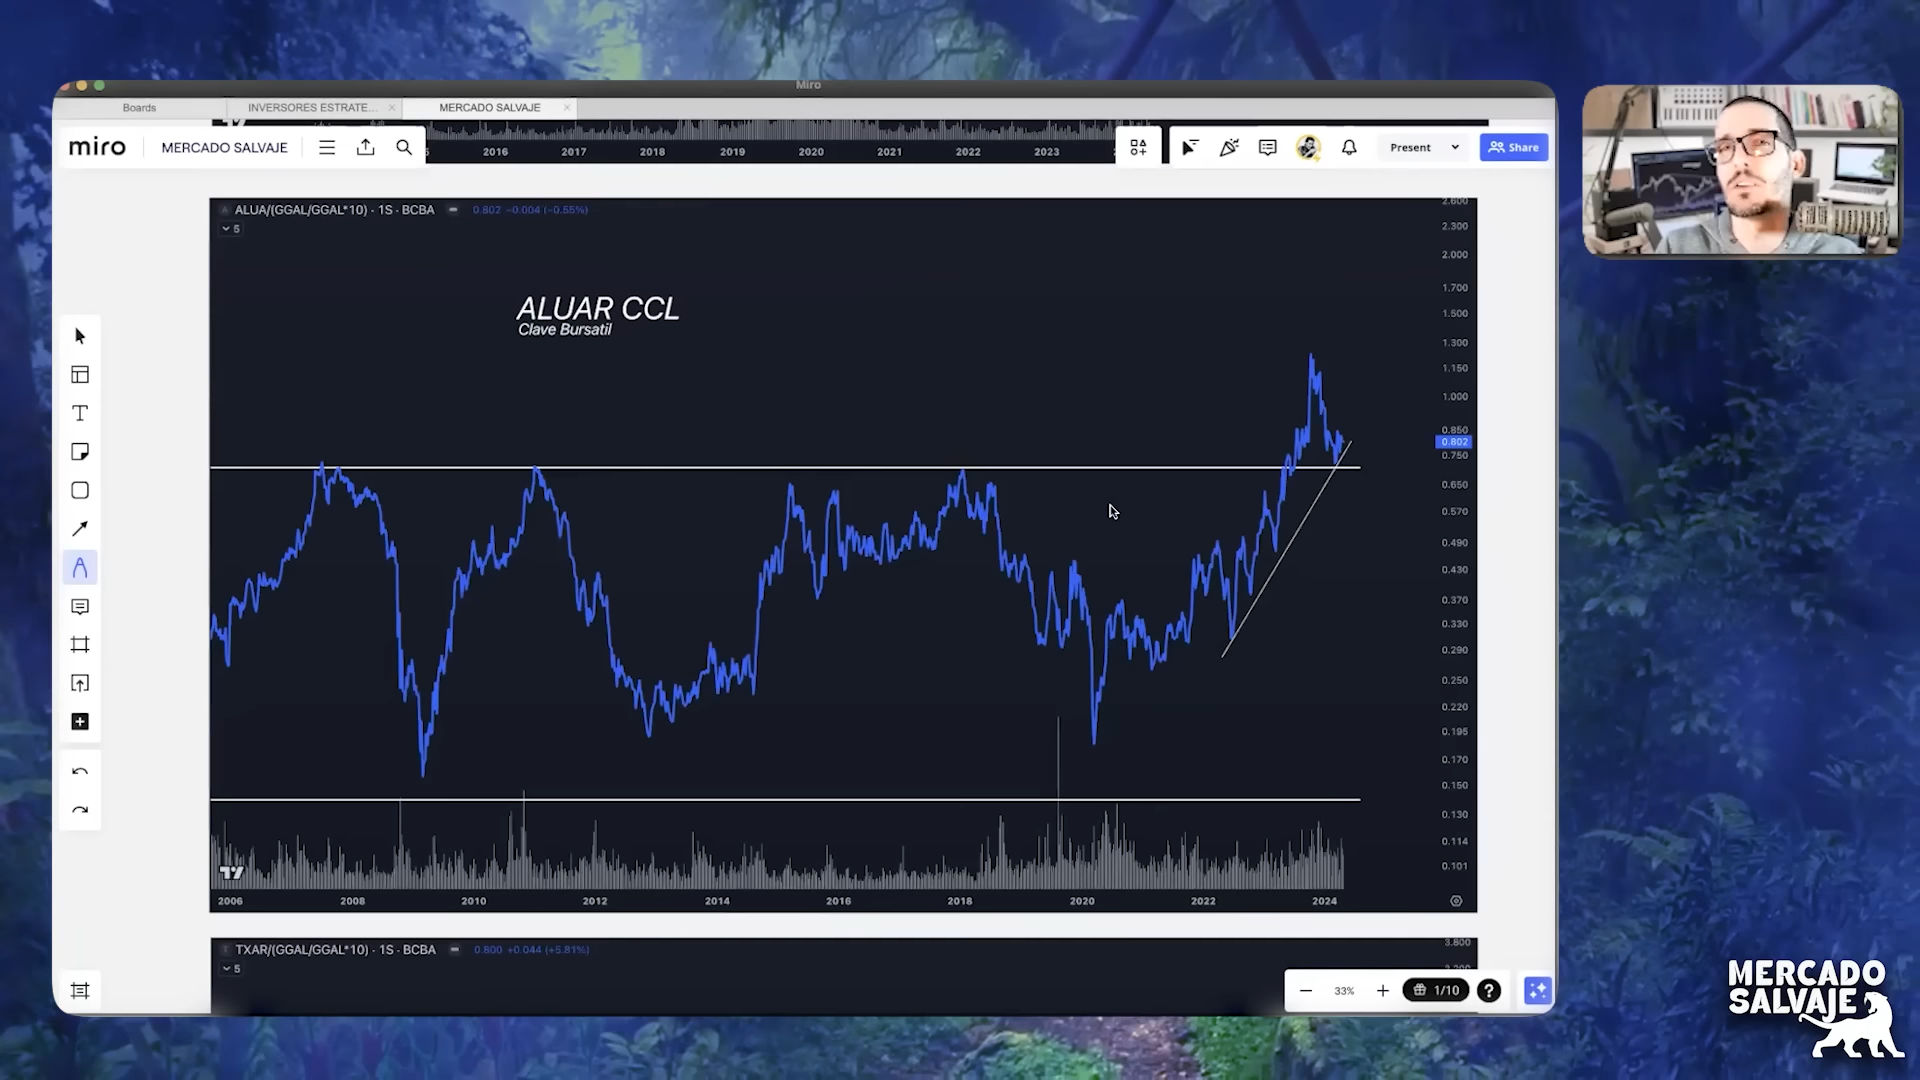 Miro
Boards
INVERSORES ESTRATE...
MERCADO SALVAJE
miro
MERCADO SALVAJE
2016 2017 2018 2019 2020 2021 2022 2023
Present
Share
ALUA/(GGAL/GGAL*10) · 1S · BCBA 0.802 −0.004 (−0.55%)
5
ALUAR CCL
Clave Bursatil
2.600
2.300
2.000
1.700
1.500
1.300
1.150
1.000
0.850
0.802
0.750
0.650
0.570
0.490
0.430
0.370
0.330
0.290
0.250
0.220
0.195
0.170
0.150
0.130
0.114
0.101
2006 2008 2010 2012 2014 2016 2018 2020 2022 2024
TXAR/(GGAL/GGAL*10) · 1S · BCBA 0.800 +0.044 (+5.81%)
5
3.800
33%
1/10
?
MERCADO
SALVAJE